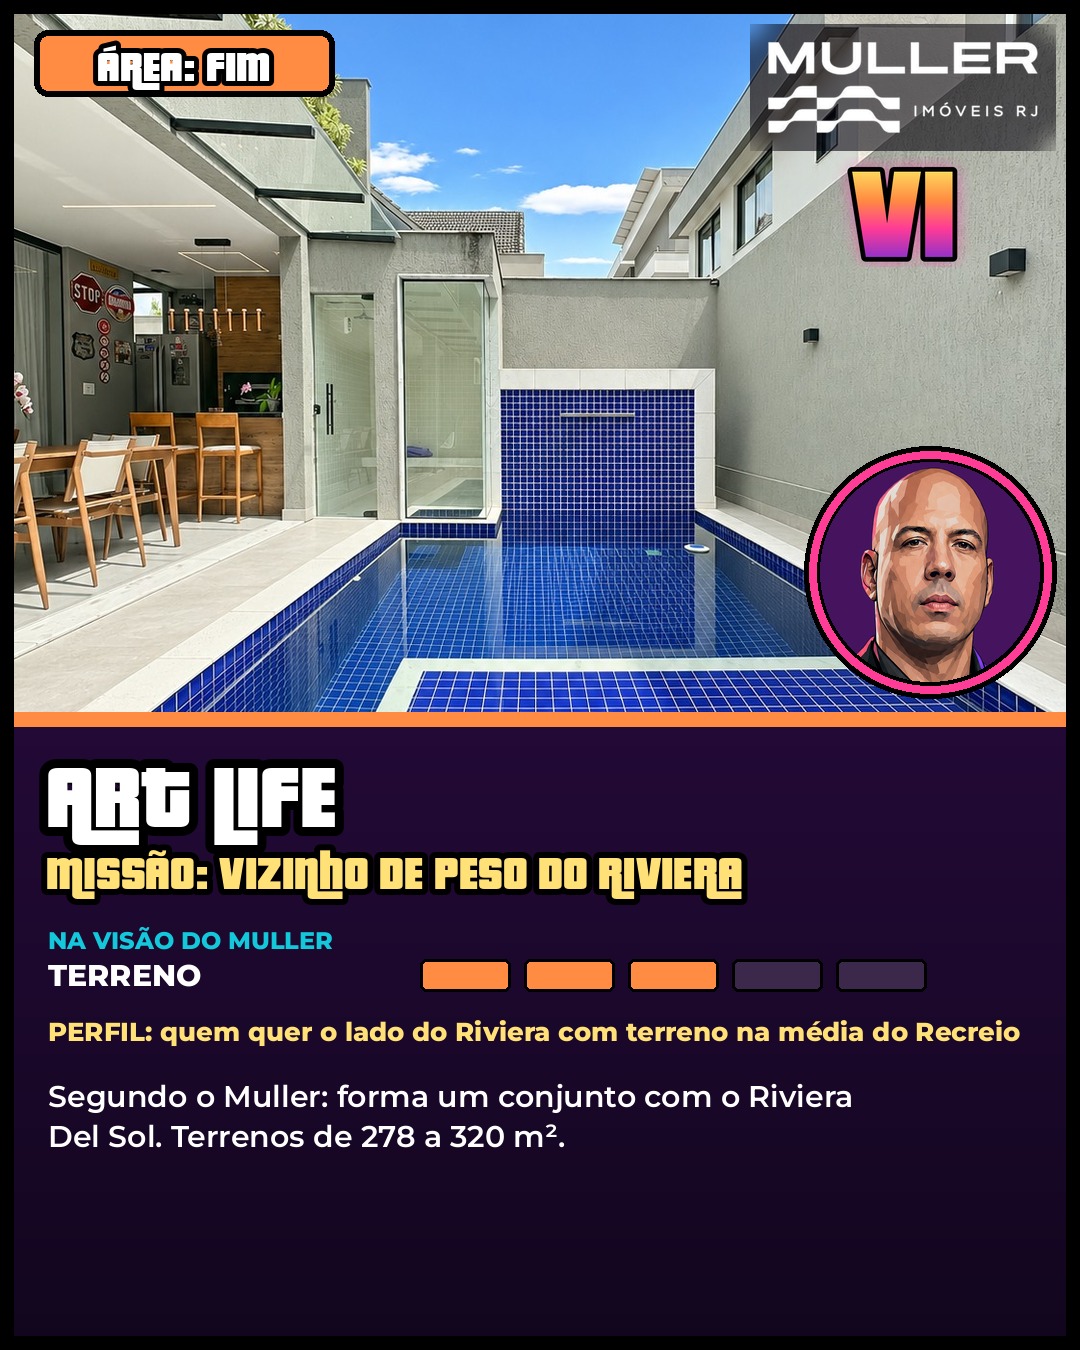 ÁREA: FIM
MULLER
IMÓVEIS RJ
VI
STOP
ART LIFE
MISSÃO: VIZINHO DE PESO DO RIVIERA
NA VISÃO DO MULLER
TERRENO
PERFIL: quem quer o lado do Riviera com terreno na média do Recreio
Segundo o Muller: forma um conjunto com o Riviera
Del Sol. Terrenos de 278 a 320 m².